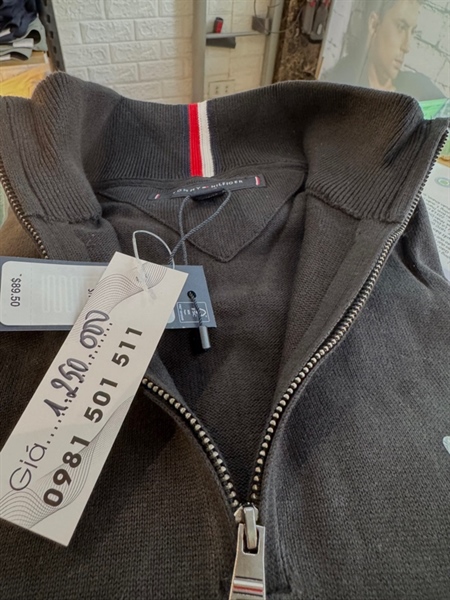 TOMMY HILFIGER
$89.50
Giá....1.250.000......
0981 501 511